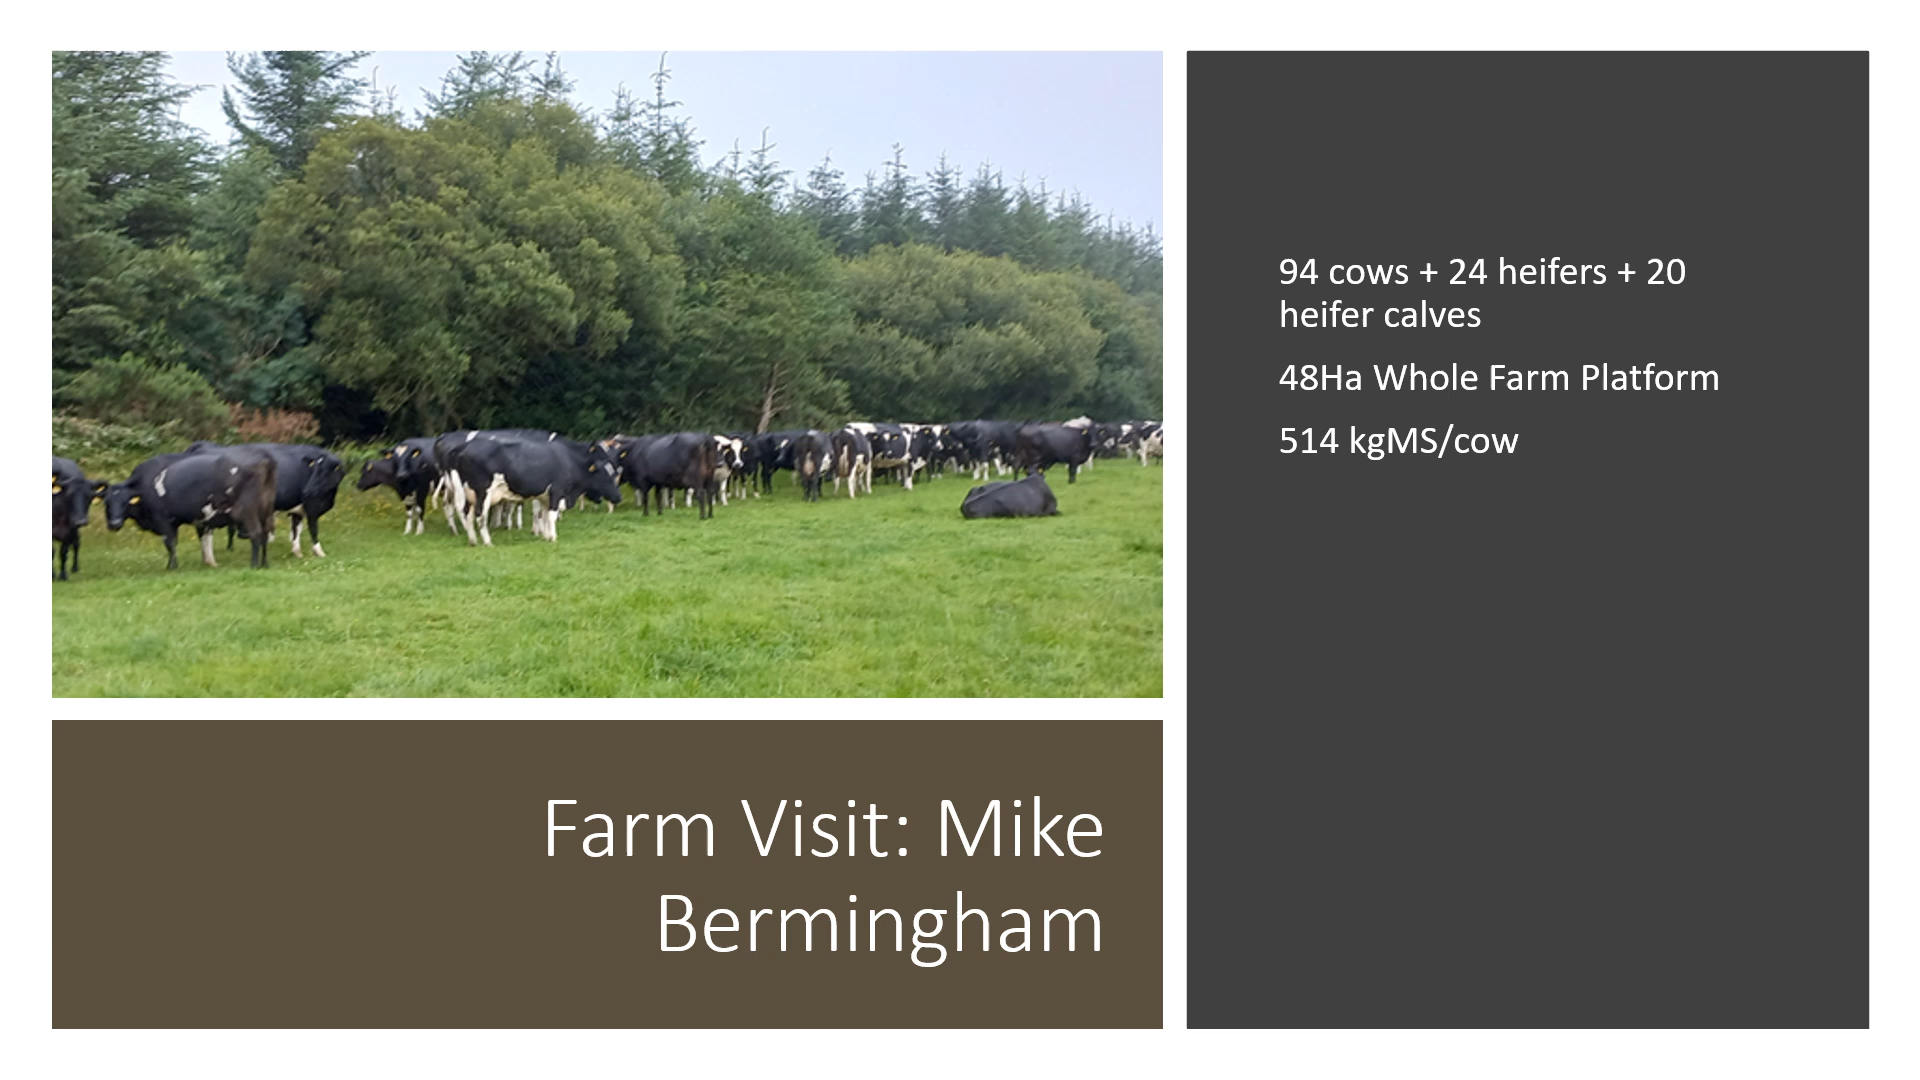 94 cows + 24 heifers + 20
heifer calves
48Ha Whole Farm Platform
514 kgMS/cow
Farm Visit: Mike
Bermingham